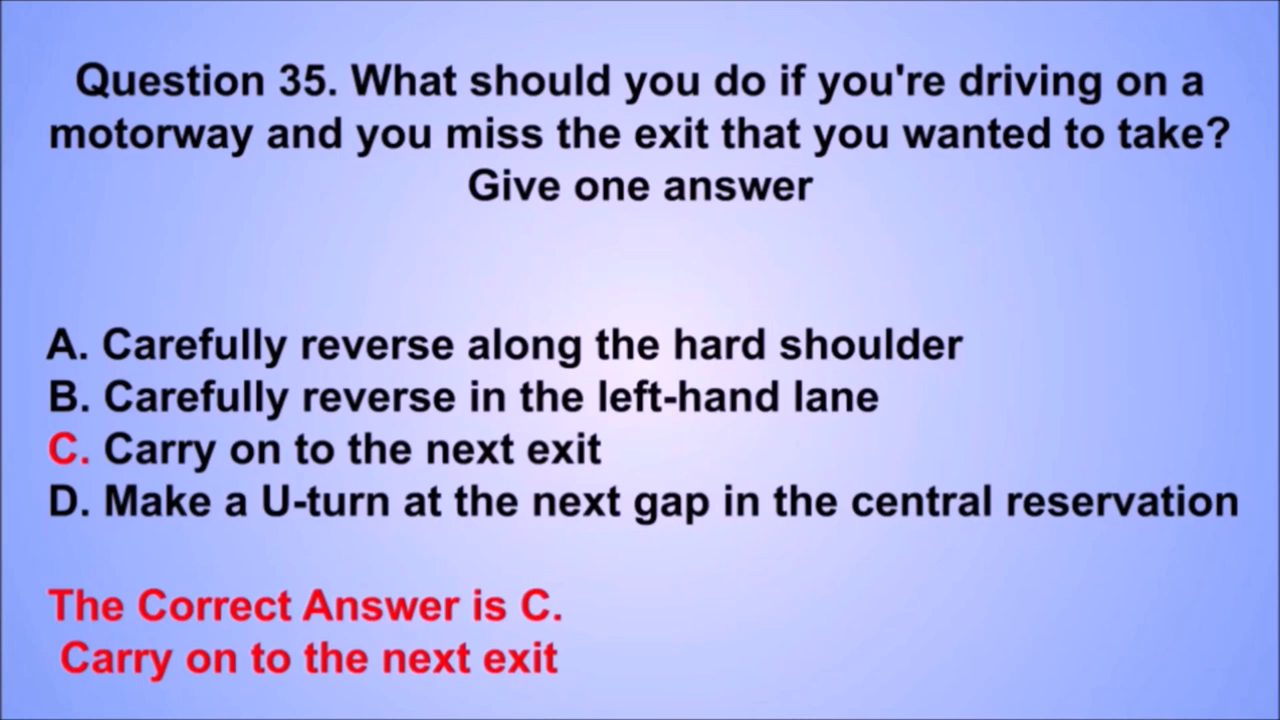 Question 35. What should you do if you're driving on a
motorway and you miss the exit that you wanted to take?
Give one answer
A. Carefully reverse along the hard shoulder
B. Carefully reverse in the left-hand lane
C. Carry on to the next exit
D. Make a U-turn at the next gap in the central reservation
The Correct Answer is C.
Carry on to the next exit